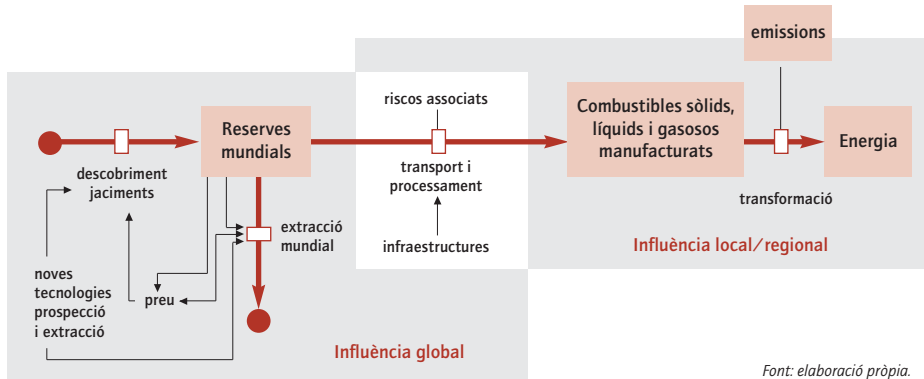 emissions
riscos associats
Reserves
mundials
Combustibles sòlids,
líquids i gasosos
manufacturats
Energia
descobriment
jaciments
transport i
processament
transformació
extracció
mundial
infraestructures
Influència local/regional
noves
tecnologies
prospecció
i extracció
preu
Influència global
Font: elaboració pròpia.